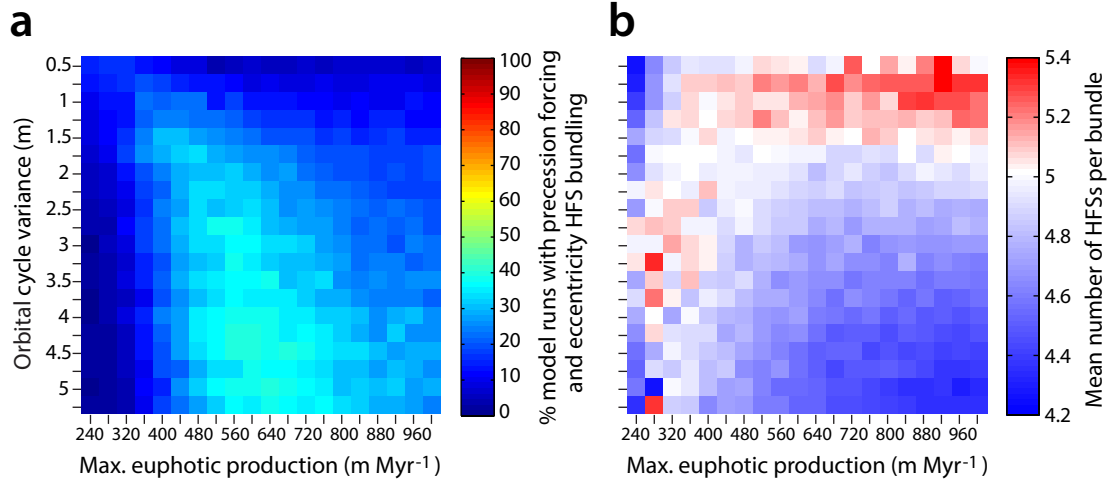 a
0.5
1
1.5
2
2.5
3
3.5
4
4.5
5
Orbital cycle variance (m)
240 320 400 480 560 640 720 800 880 960
Max. euphotic production (m Myr-1)
100
90
80
70
60
50
40
30
20
10
0
% model runs with precession forcing
and eccentricity HFS bundling
b
240 320 400 480 560 640 720 800 880 960
Max. euphotic production (m Myr-1)
5.4
5.2
5
4.8
4.6
4.4
4.2
Mean number of HFSs per bundle